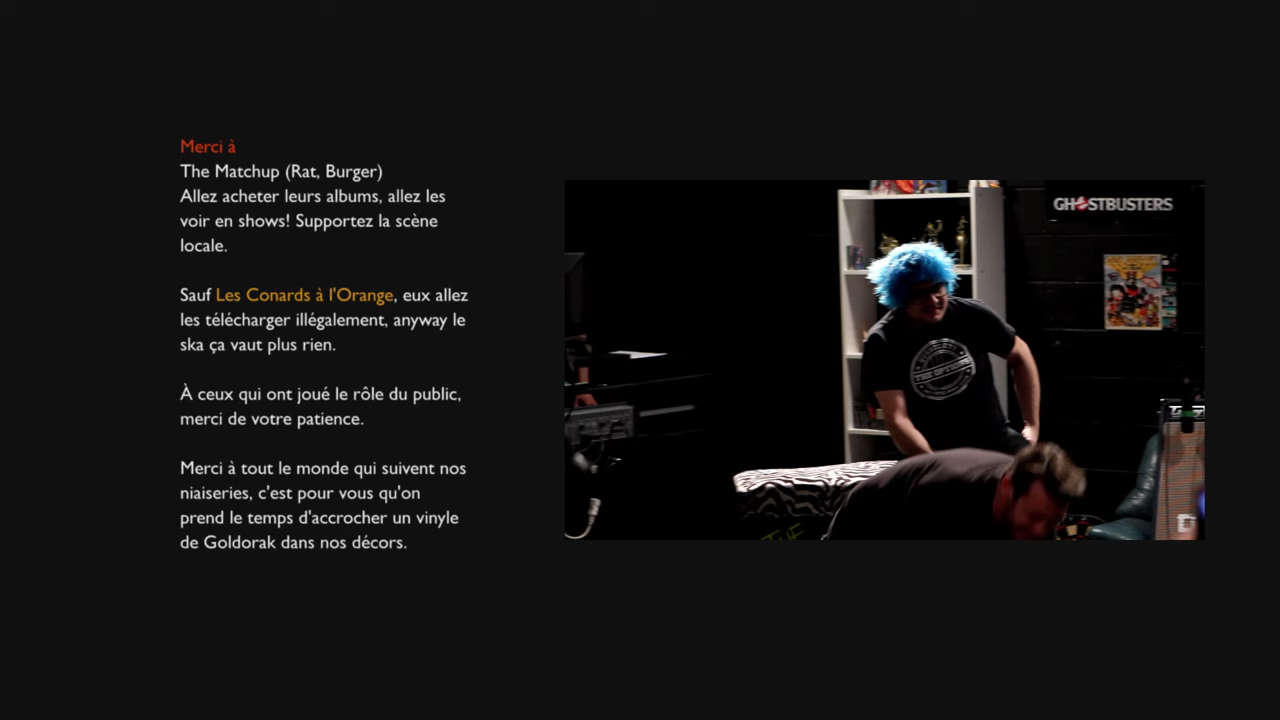 Merci à
The Matchup (Rat, Burger)
Allez acheter leurs albums, allez les
voir en shows! Supportez la scène
locale.
Sauf Les Conards à l'Orange, eux allez
les télécharger illégalement, anyway le
ska ça vaut plus rien.
À ceux qui ont joué le rôle du public,
merci de votre patience.
Merci à tout le monde qui suivent nos
niaiseries, c'est pour vous qu'on
prend le temps d'accrocher un vinyle
de Goldorak dans nos décors.
GHOSTBUSTERS
THE OFFICERS